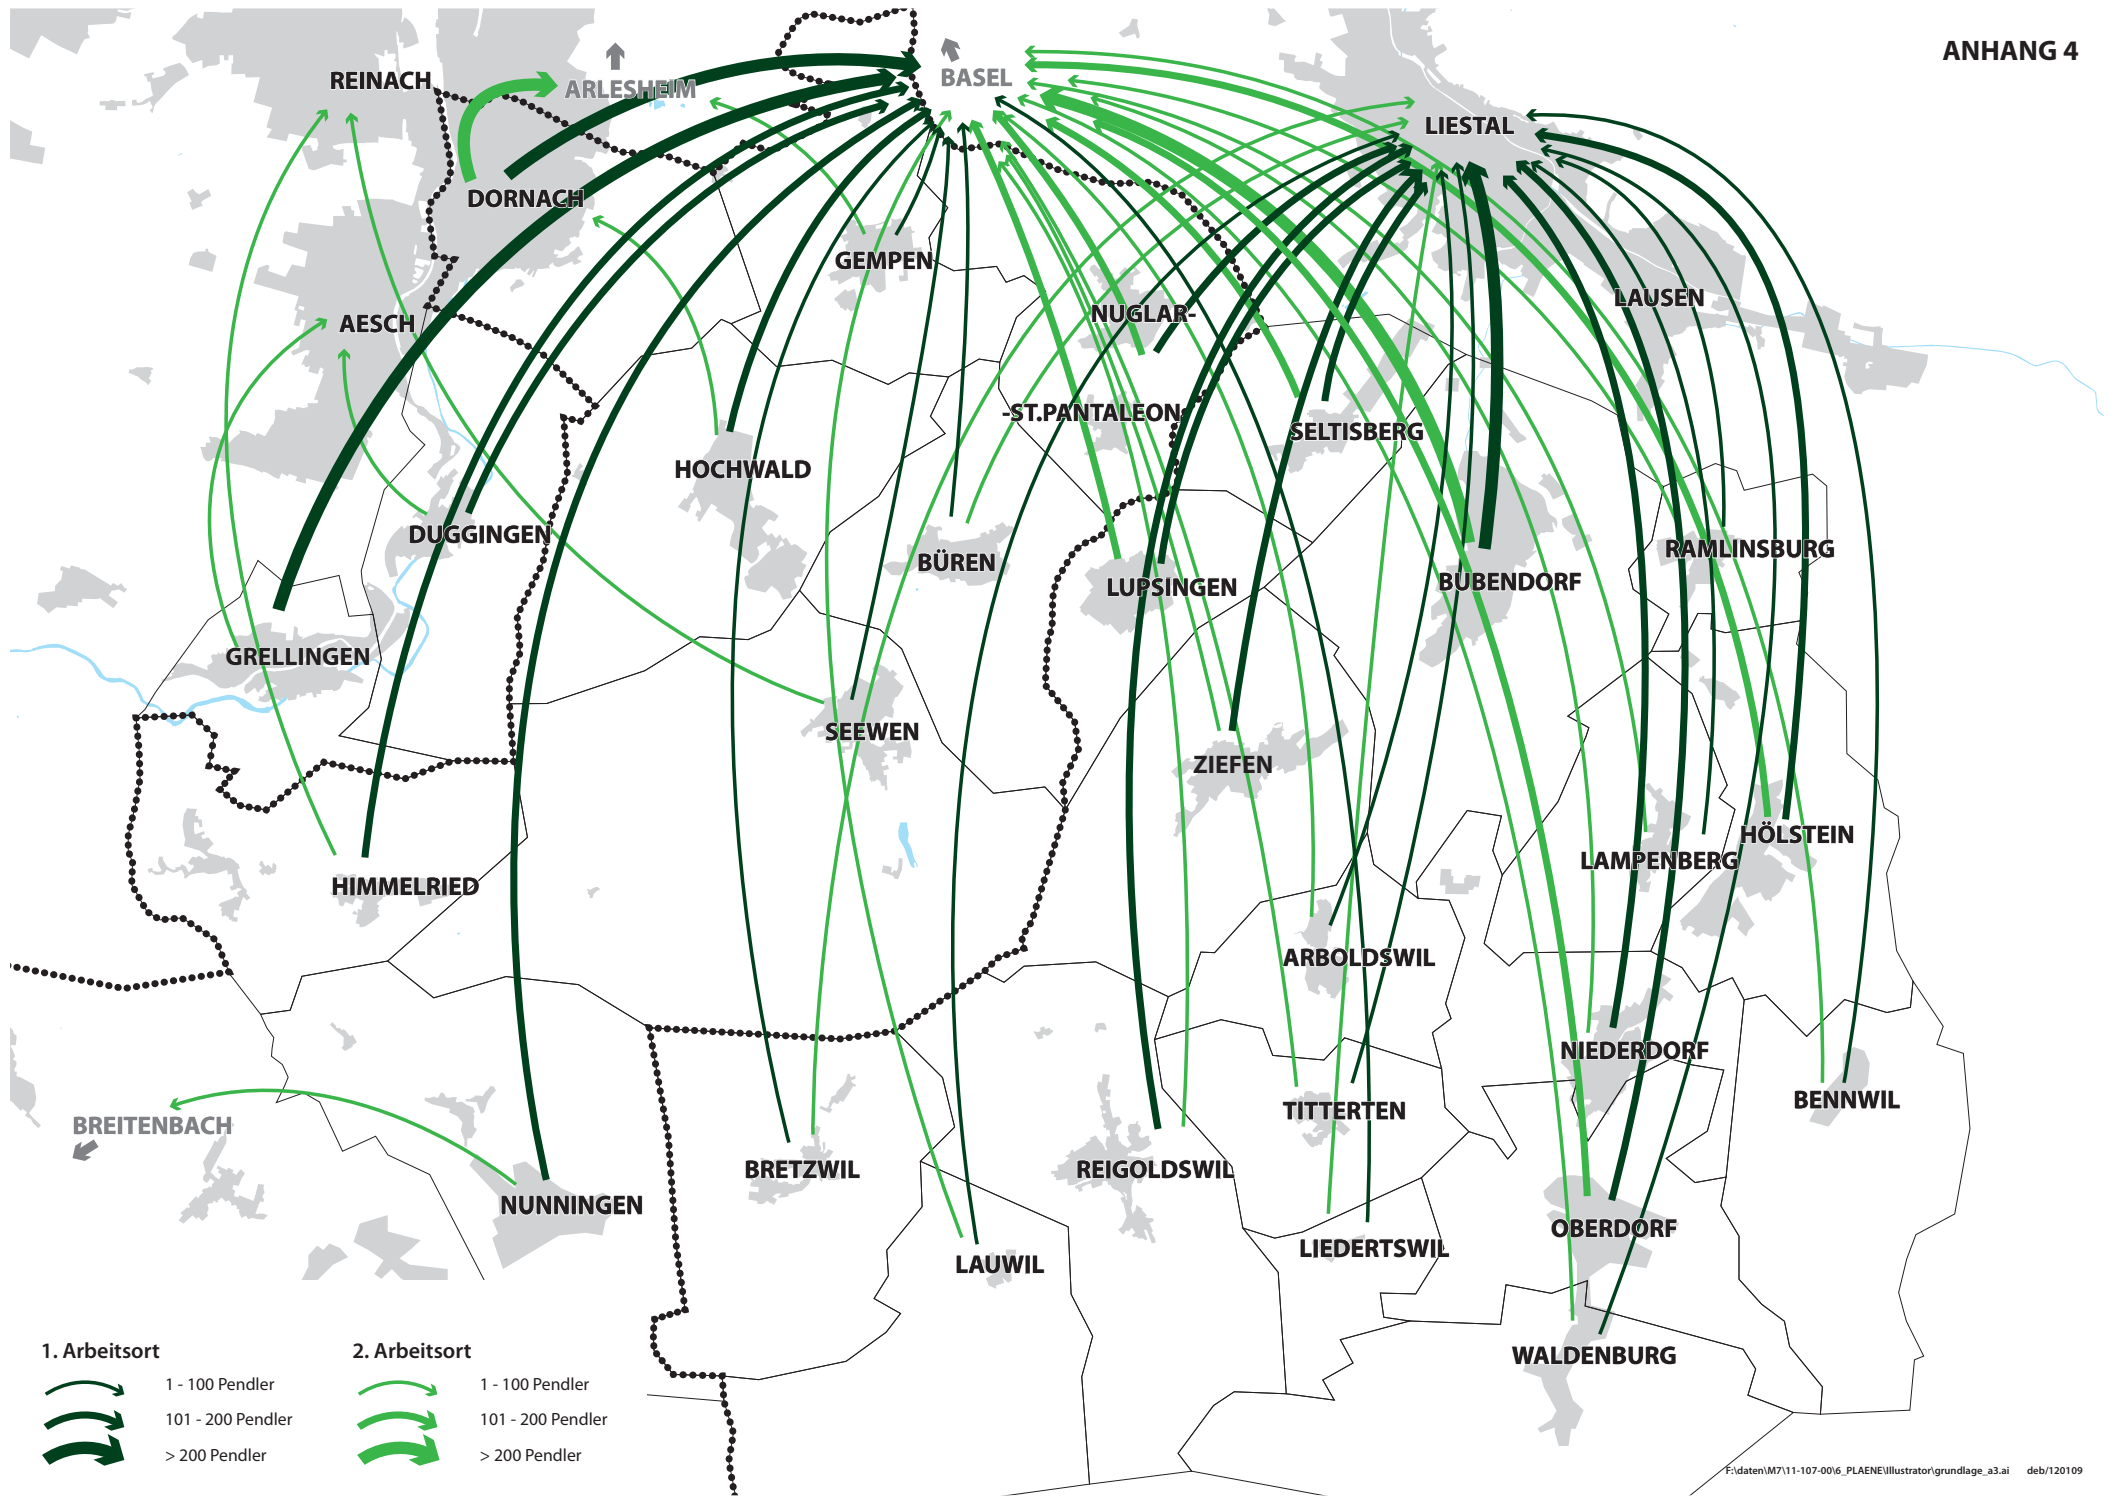 ANHANG 4
REINACH
ARLESHEIM
BASEL
LIESTAL
DORNACH
GEMPEN
NUGLAR-
LAUSEN
AESCH
-ST.PANTALEON
SELTISBERG
HOCHWALD
DUGGINGEN
BÜREN
LUPSINGEN
BUBENDORF
RAMLINSBURG
GRELLINGEN
SEEWEN
ZIEFEN
HÖLSTEIN
LAMPENBERG
HIMMELRIED
ARBOLDSWIL
NIEDERDORF
BENNWIL
TITTERTEN
BREITENBACH
BRETZWIL
REIGOLDSWIL
NUNNINGEN
OBERDORF
LIEDERTSWIL
LAUWIL
WALDENBURG
1. Arbeitsort
1 - 100 Pendler
101 - 200 Pendler
> 200 Pendler
2. Arbeitsort
1 - 100 Pendler
101 - 200 Pendler
> 200 Pendler
F:\daten\M7\11-107-00\6_PLAENE\Illustrator\grundlage_a3.ai deb/120109